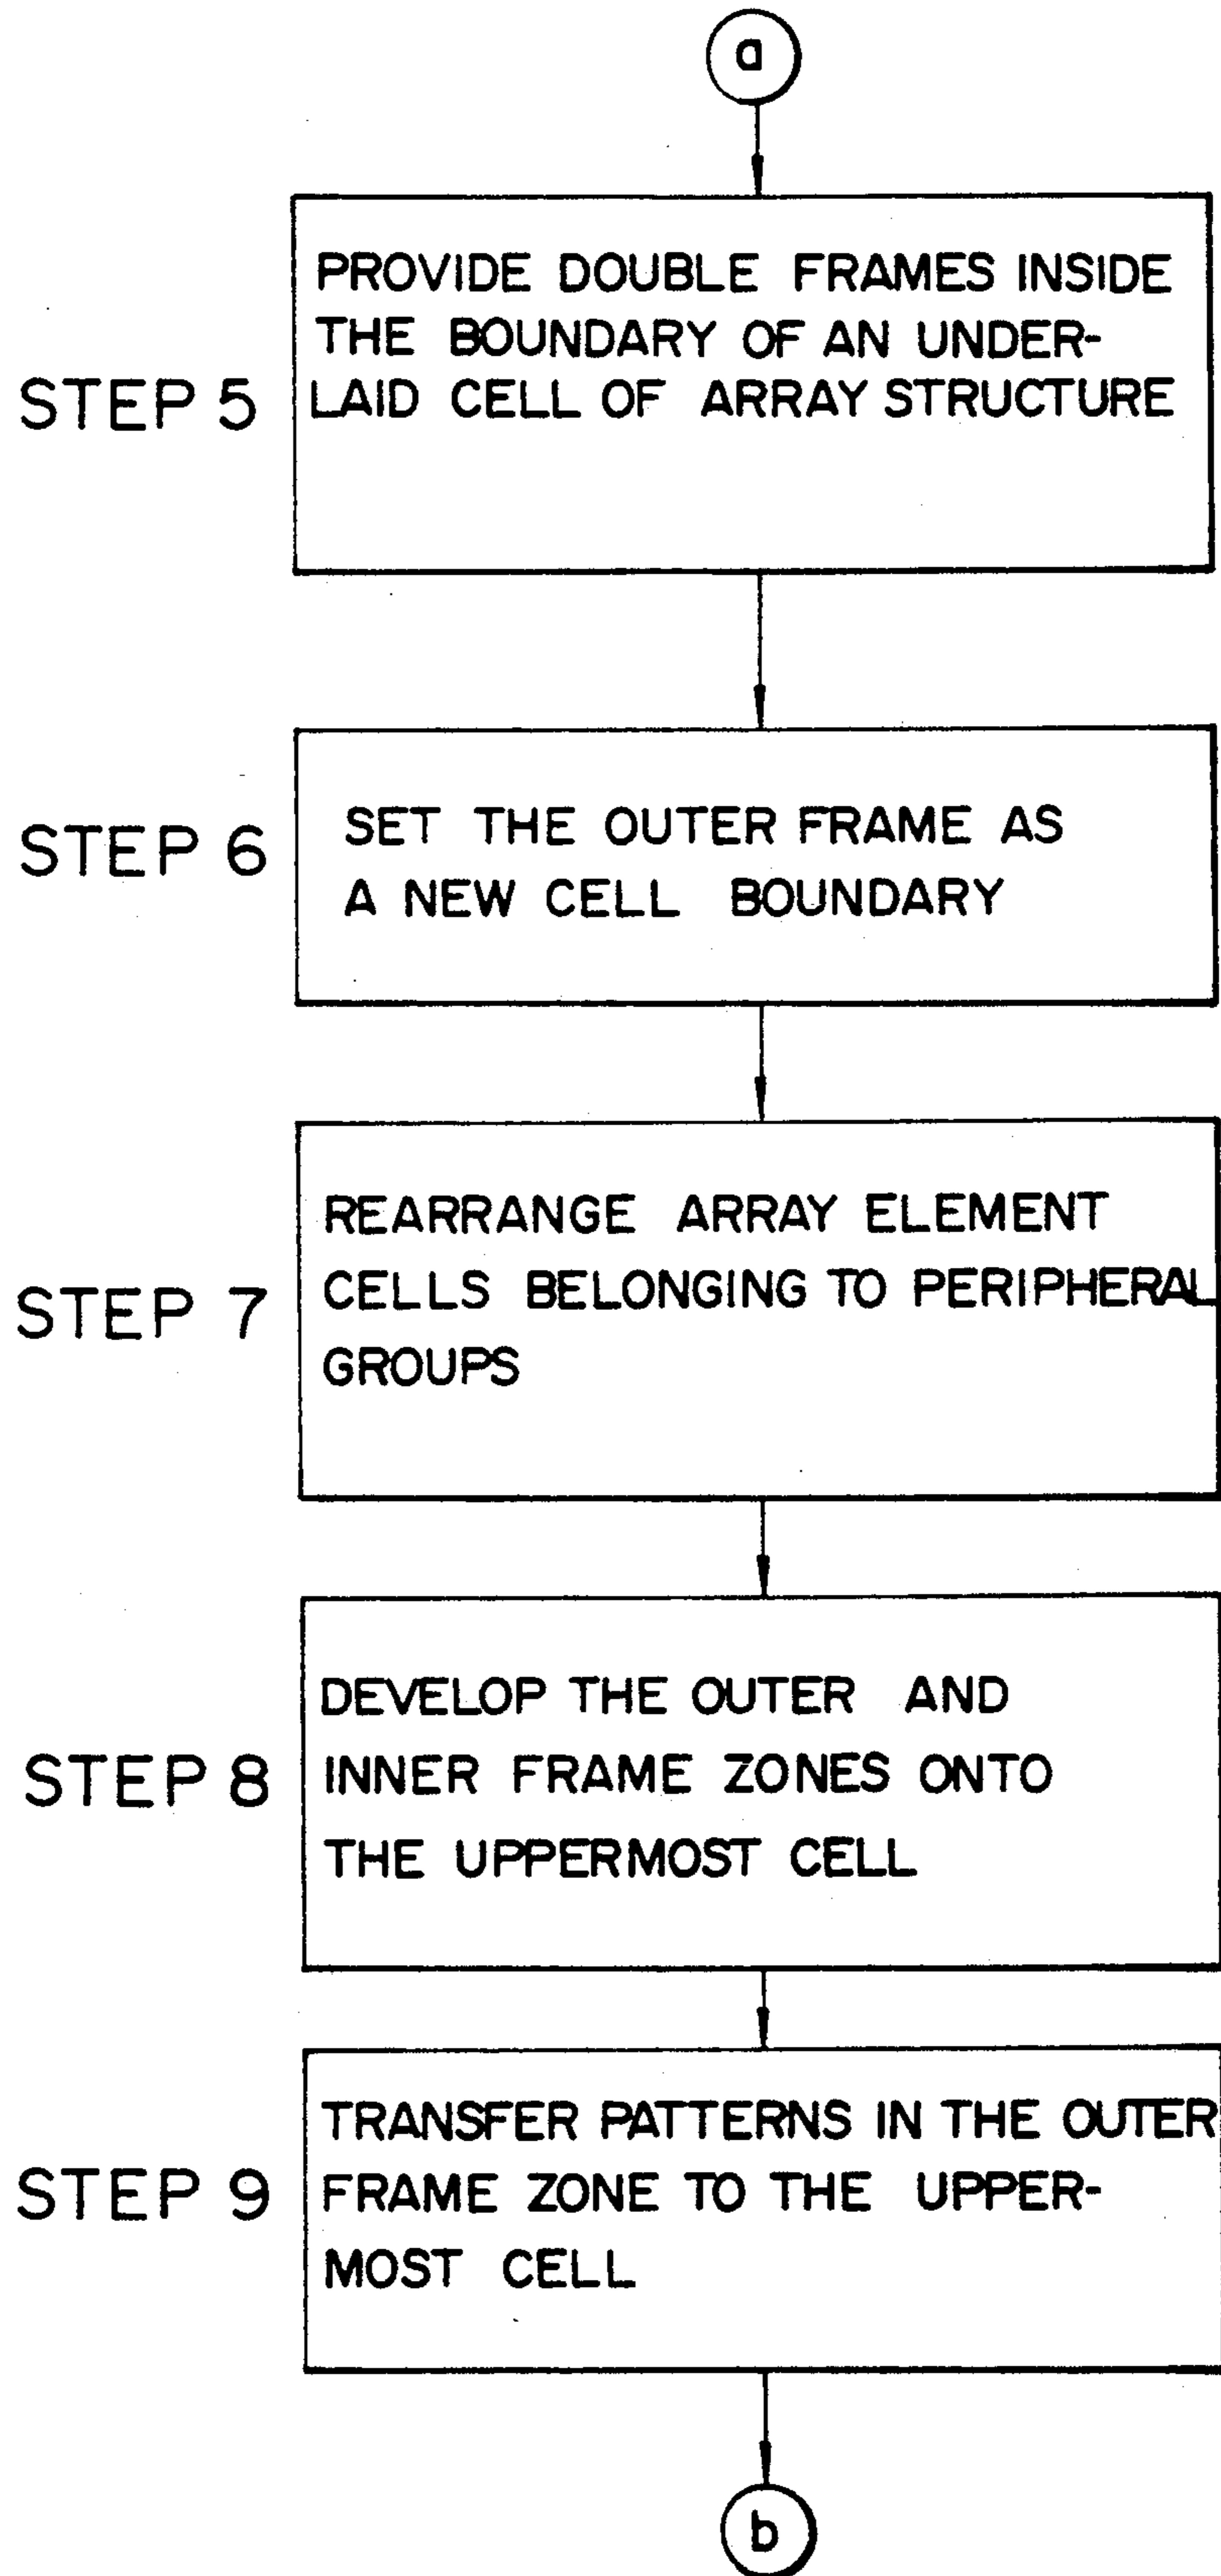 a
PROVIDE DOUBLE FRAMES INSIDE
THE BOUNDARY OF AN UNDER-
LAID CELL OF ARRAY STRUCTURE
STEP 5
SET THE OUTER FRAME AS
A NEW CELL BOUNDARY
STEP 6
REARRANGE ARRAY ELEMENT
CELLS BELONGING TO PERIPHERAL
GROUPS
STEP 7
DEVELOP THE OUTER AND
INNER FRAME ZONES ONTO
THE UPPERMOST CELL
STEP 8
TRANSFER PATTERNS IN THE OUTER
FRAME ZONE TO THE UPPER-
MOST CELL
STEP 9
b